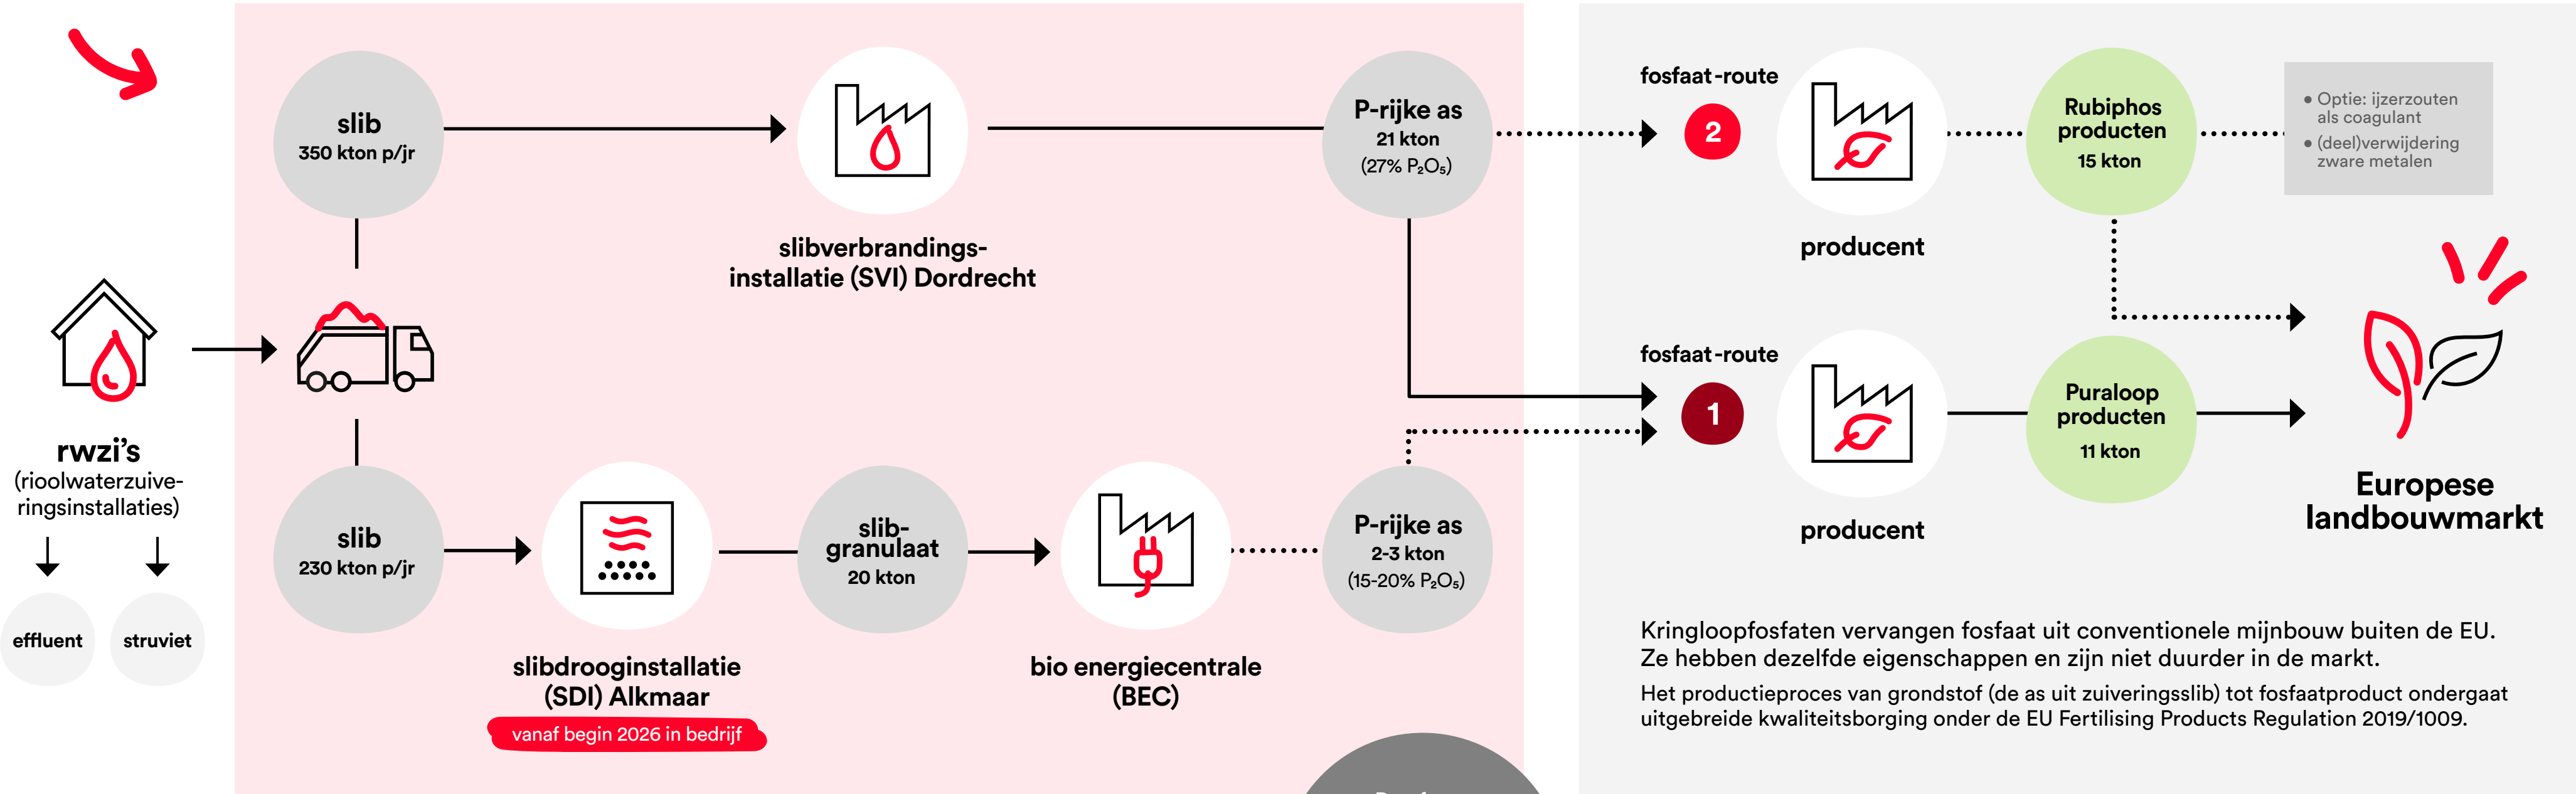 slib
350 kton p/jr
slibverbrandings-
installatie (SVI) Dordrecht
P-rijke as
21 kton
(27% P₂O₅)
fosfaat-route
2
producent
Rubiphos
producten
15 kton
• Optie: ijzerzouten
als coagulant
• (deel)verwijdering
zware metalen
rwzi’s
(rioolwaterzuive-
ringsinstallaties)
effluent
struviet
slib
230 kton p/jr
slibdrooginstallatie
(SDI) Alkmaar
vanaf begin 2026 in bedrijf
slib-
granulaat
20 kton
bio energiecentrale
(BEC)
P-rijke as
2-3 kton
(15-20% P₂O₅)
fosfaat-route
1
producent
Puraloop
producten
11 kton
Europese
landbouwmarkt
Kringloopfosfaten vervangen fosfaat uit conventionele mijnbouw buiten de EU.
Ze hebben dezelfde eigenschappen en zijn niet duurder in de markt.
Het productieproces van grondstof (de as uit zuiveringsslib) tot fosfaatproduct ondergaat
uitgebreide kwaliteitsborging onder de EU Fertilising Products Regulation 2019/1009.